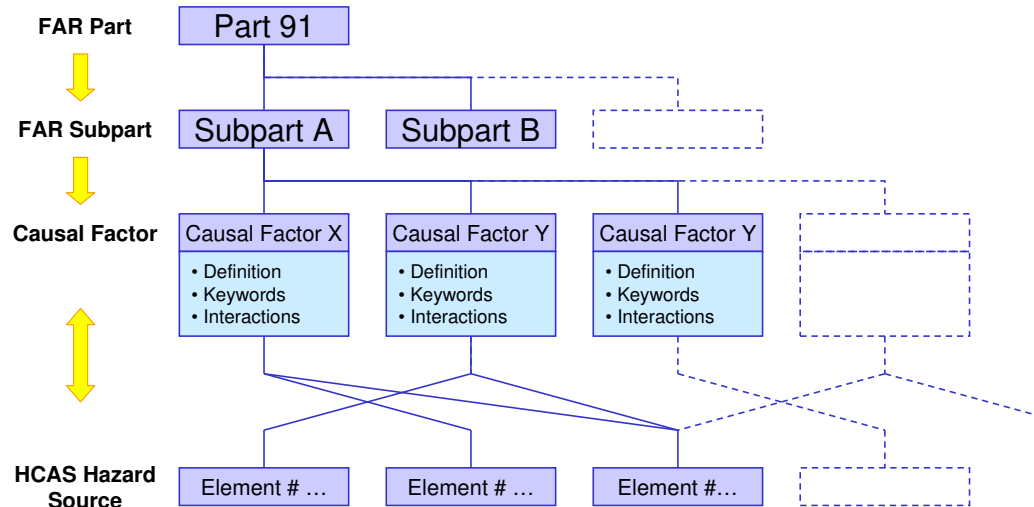 FAR Part
Part 91
FAR Subpart
Subpart A
Subpart B
Causal Factor
Causal Factor X
Causal Factor Y
Causal Factor Y
• Definition
• Keywords
• Interactions
• Definition
• Keywords
• Interactions
• Definition
• Keywords
• Interactions
HCAS Hazard
Source
Element # …
Element # …
Element #…